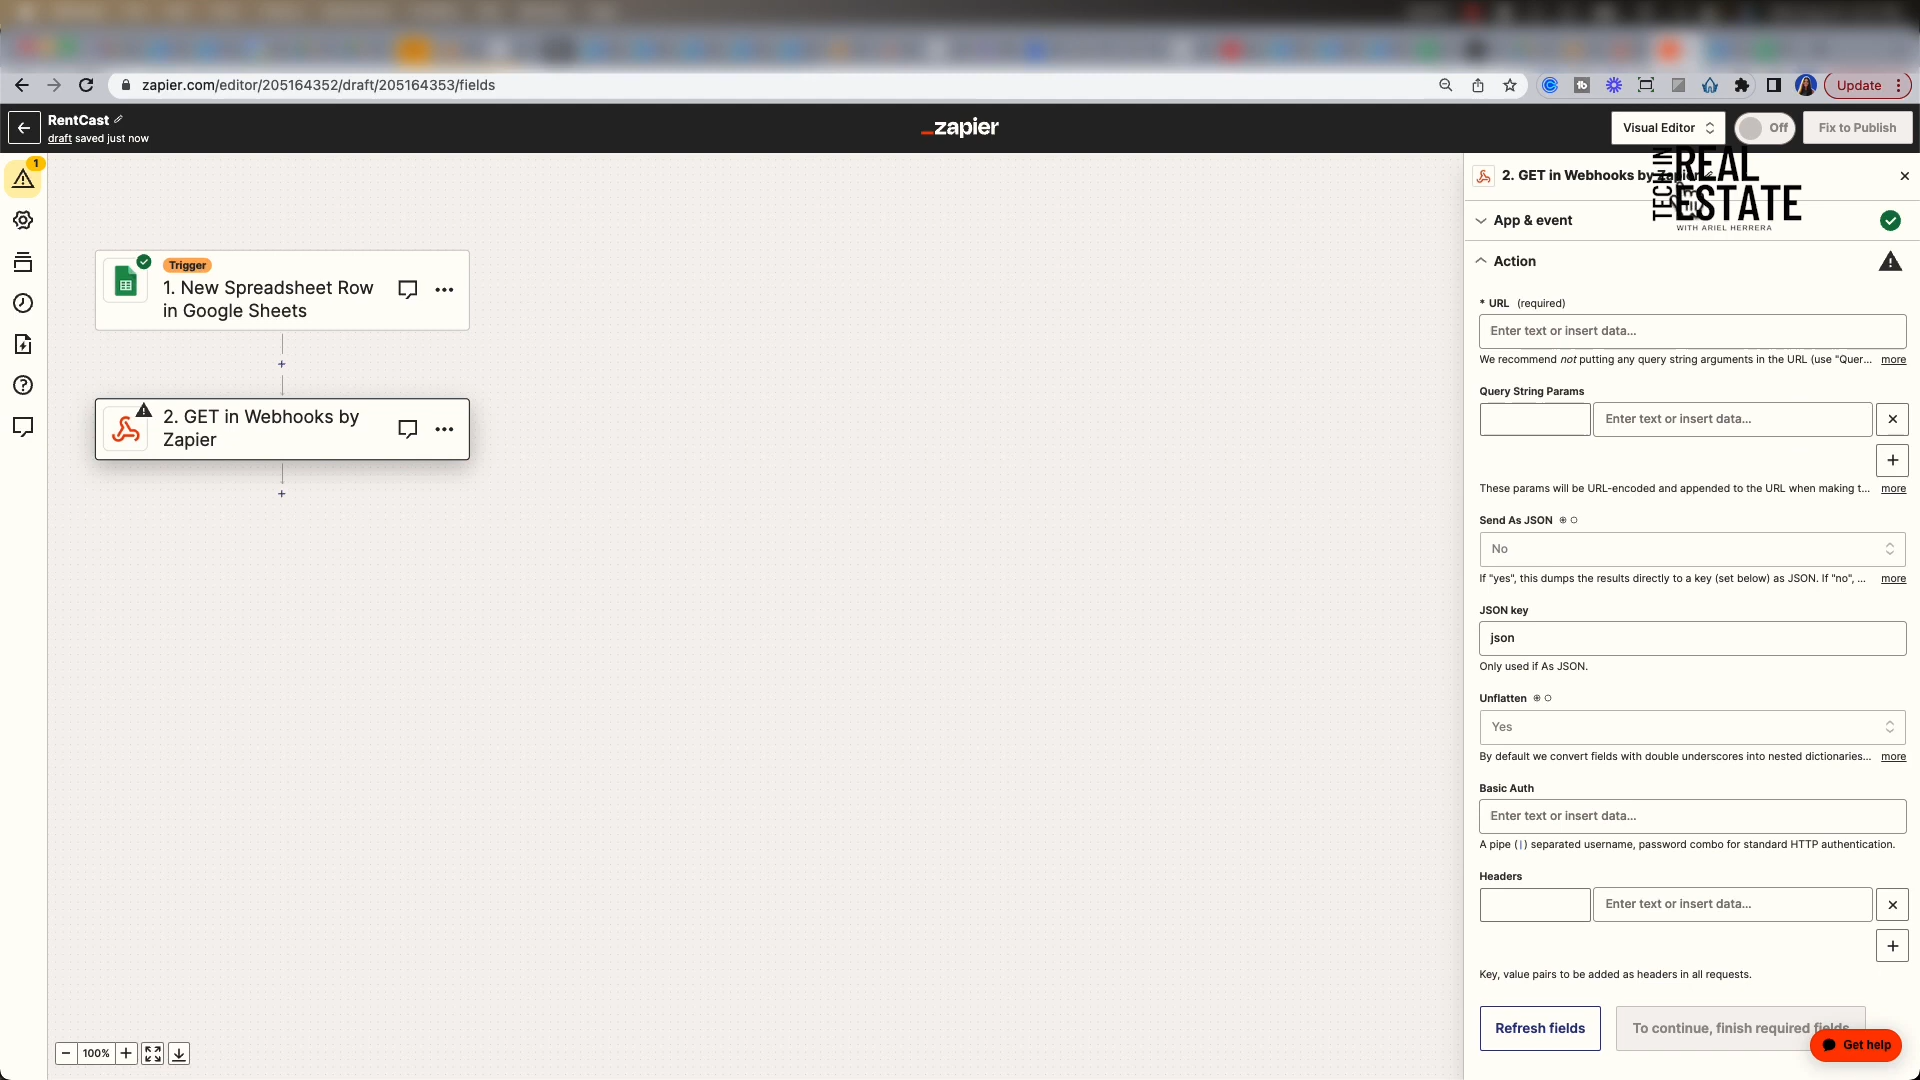 zapier.com/editor/205164352/draft/205164353/fields
Update
RentCast
draft saved just now
_zapier
Visual Editor
Off
Fix to Publish
1
2. GET in Webhooks by Zapier
TECH IN
REAL
ESTATE
WITH ARIEL HERRERA
App & event
Trigger
1. New Spreadsheet Row
in Google Sheets
2. GET in Webhooks by
Zapier
Action
* URL (required)
Enter text or insert data...
We recommend not putting any query string arguments in the URL (use "Quer... more
Query String Params
Enter text or insert data...
These params will be URL-encoded and appended to the URL when making t... more
Send As JSON
No
If "yes", this dumps the results directly to a key (set below) as JSON. If "no", ... more
JSON key
json
Only used if As JSON.
Unflatten
Yes
By default we convert fields with double underscores into nested dictionaries... more
Basic Auth
Enter text or insert data...
A pipe (|) separated username, password combo for standard HTTP authentication.
Headers
Enter text or insert data...
Key, value pairs to be added as headers in all requests.
Refresh fields
To continue, finish required fields
Get help
100%